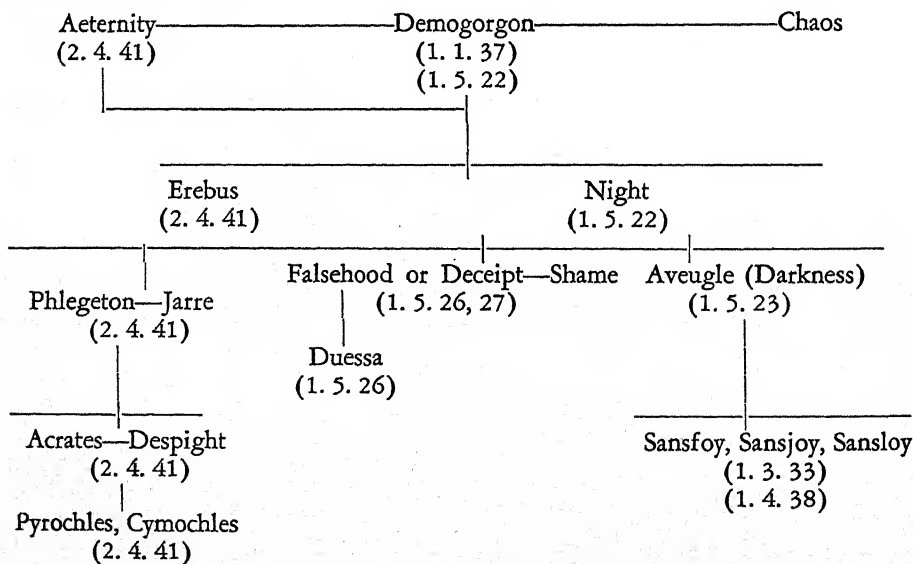 Aeternity Demogorgon Chaos
(2. 4. 41) (1. 1. 37)
(1. 5. 22)
Erebus Night
(2. 4. 41) (1. 5. 22)
Falsehood or Deceipt—Shame Aveugle (Darkness)
Phlegeton—Jarre (1. 5. 26, 27) (1. 5. 23)
(2. 4. 41)
Duessa
(1. 5. 26)
Acrates—Despight Sansfoy, Sansjoy, Sansloy
(2. 4. 41) (1. 3. 33)
(1. 4. 38)
Pyrochles, Cymochles
(2. 4. 41)